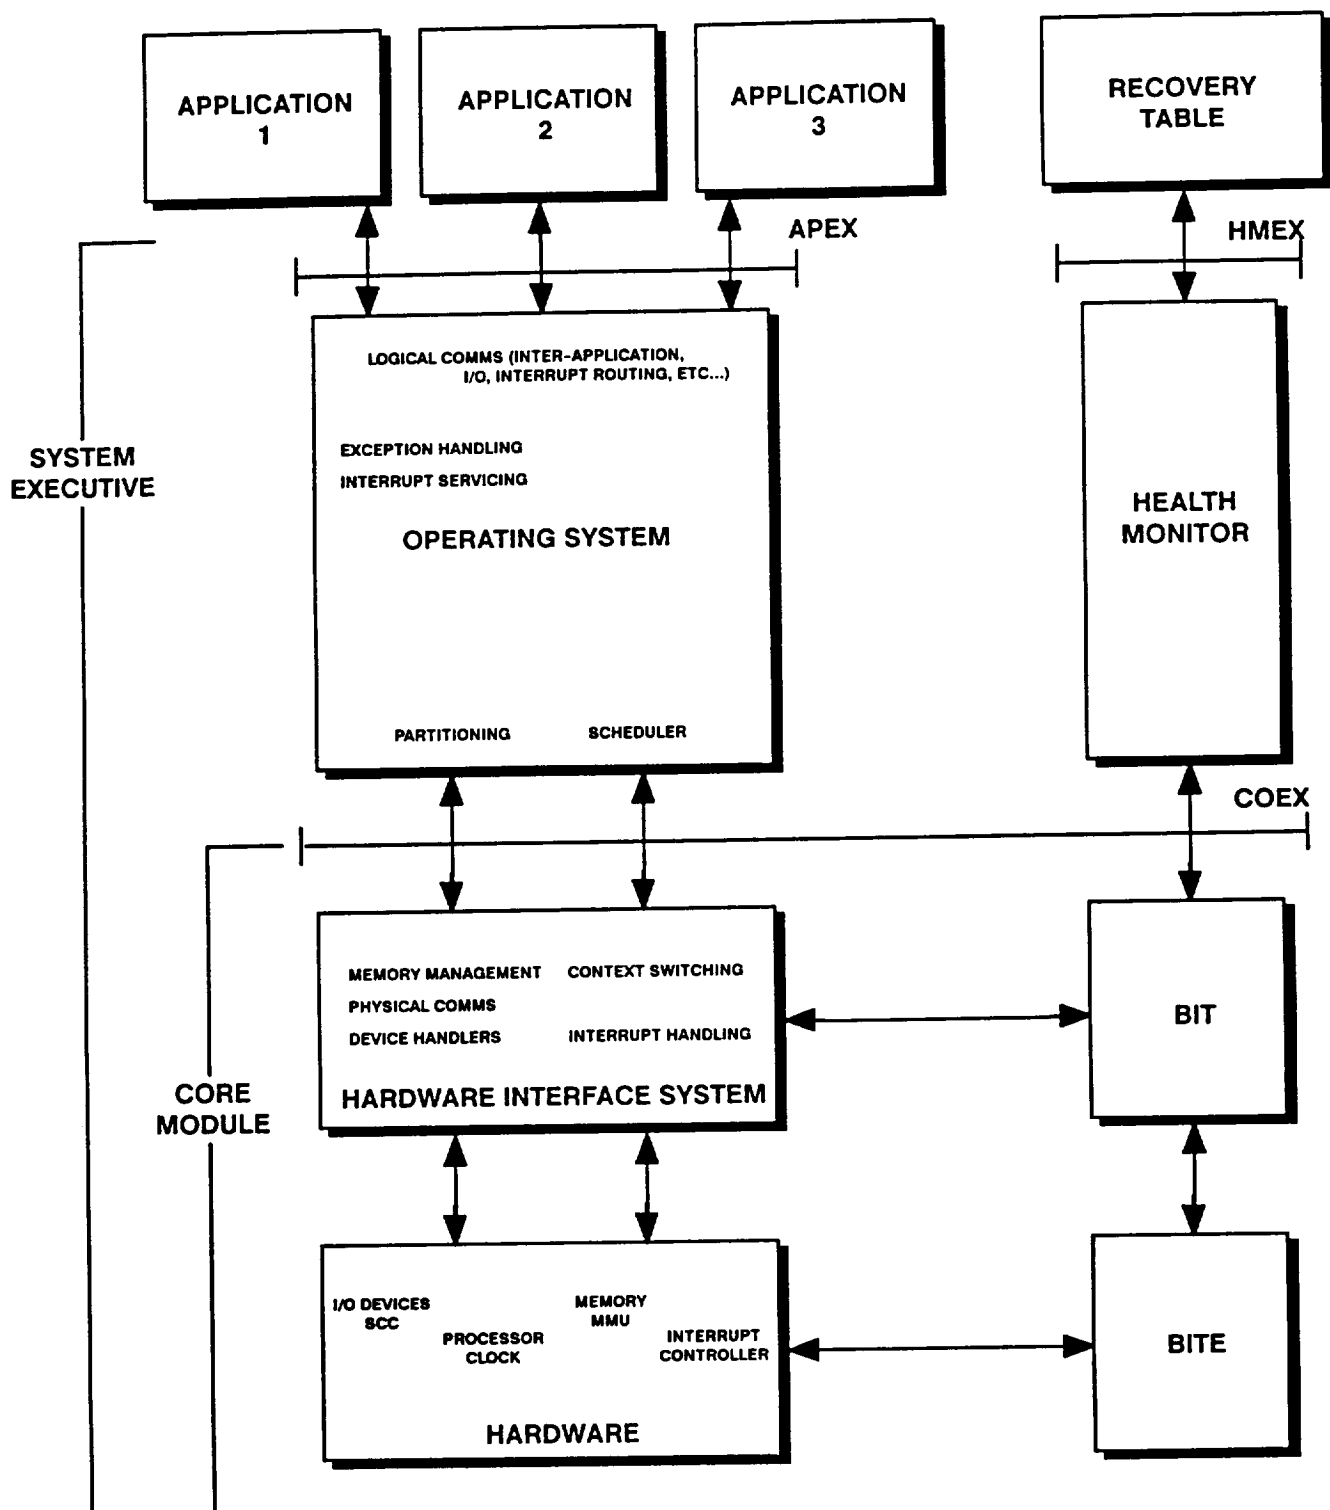 APPLICATION
1
APPLICATION
2
APPLICATION
3
RECOVERY
TABLE
APEX
HMEX
LOGICAL COMMS (INTER-APPLICATION,
I/O, INTERRUPT ROUTING, ETC...)
EXCEPTION HANDLING
INTERRUPT SERVICING
OPERATING SYSTEM
PARTITIONING
SCHEDULER
SYSTEM
EXECUTIVE
HEALTH
MONITOR
COEX
MEMORY MANAGEMENT
CONTEXT SWITCHING
PHYSICAL COMMS
DEVICE HANDLERS
INTERRUPT HANDLING
HARDWARE INTERFACE SYSTEM
BIT
CORE
MODULE
I/O DEVICES
SCC
PROCESSOR
CLOCK
MEMORY
MMU
INTERRUPT
CONTROLLER
HARDWARE
BITE